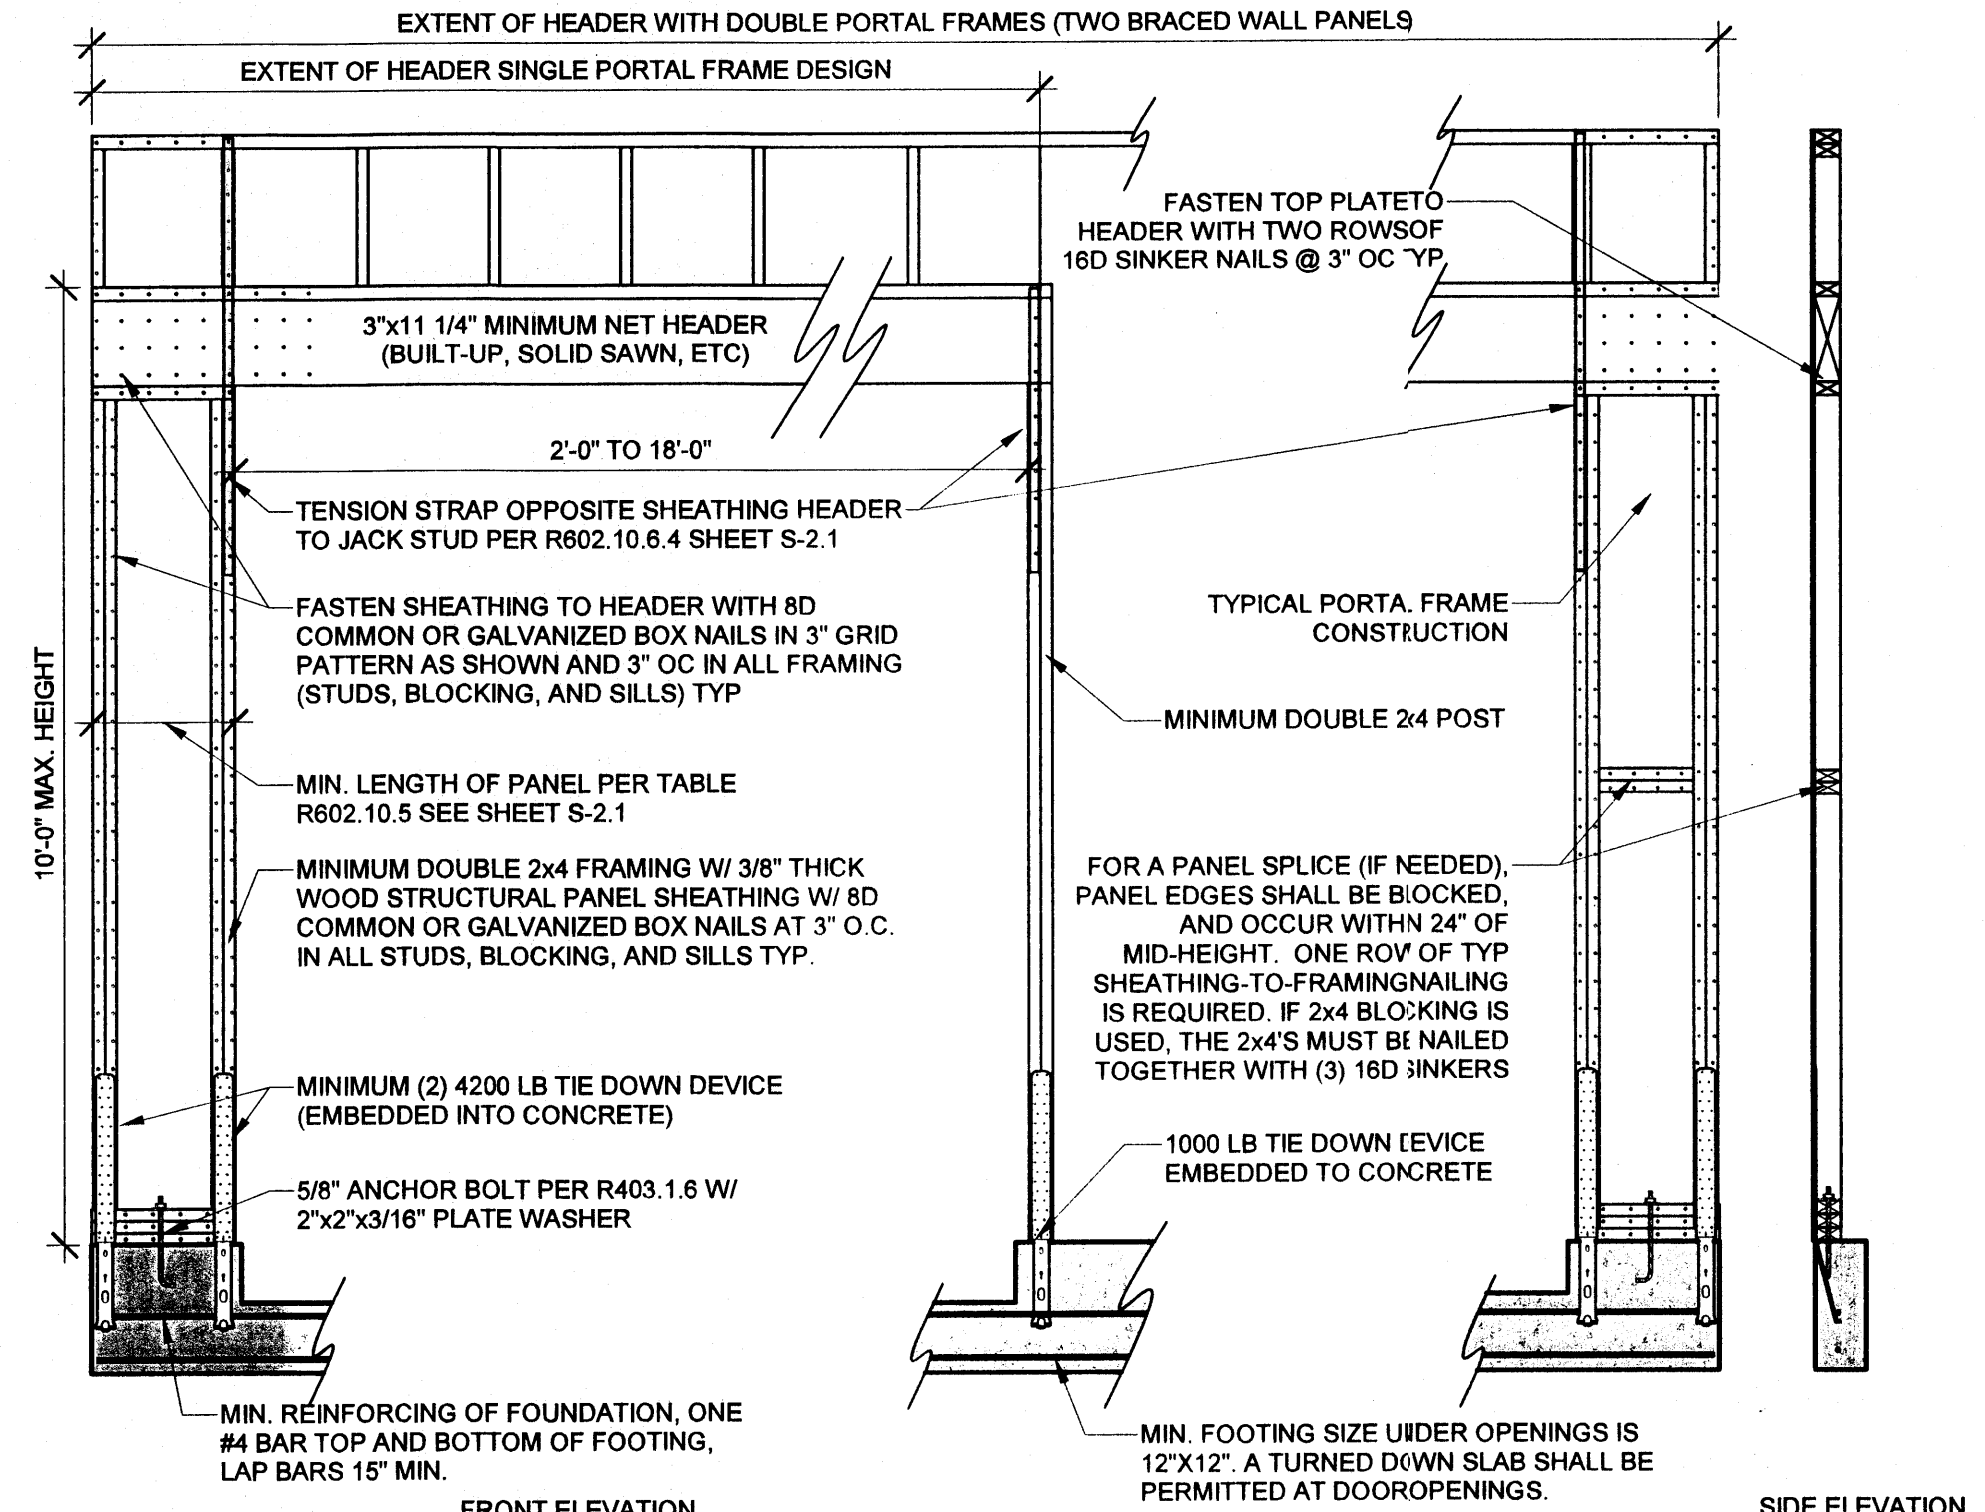 EXTENT OF HEADER WITH DOUBLE PORTAL FRAMES (TWO BRACED WALL PANELS)
EXTENT OF HEADER SINGLE PORTAL FRAME DESIGN
FASTEN TOP PLATETO
HEADER WITH TWO ROWSOF
16D SINKER NAILS @ 3" OC YP
3"x11 1/4" MINIMUM NET HEADER
(BUILT-UP, SOLID SAWN, ETC)
2'-0" TO 18'-0"
TENSION STRAP OPPOSITE SHEATHING HEADER
TO JACK STUD PER R602.10.6.4 SHEET S-2.1
FASTEN SHEATHING TO HEADER WITH 8D
COMMON OR GALVANIZED BOX NAILS IN 3" GRID
PATTERN AS SHOWN AND 3" OC IN ALL FRAMING
(STUDS, BLOCKING, AND SILLS) TYP
10'-0" MAX. HEIGHT
MIN. LENGTH OF PANEL PER TABLE
R602.10.5 SEE SHEET S-2.1
MINIMUM DOUBLE 2x4 FRAMING W/ 3/8" THICK
WOOD STRUCTURAL PANEL SHEATHING W/ 8D
COMMON OR GALVANIZED BOX NAILS AT 3" O.C.
IN ALL STUDS, BLOCKING, AND SILLS TYP.
MINIMUM (2) 4200 LB TIE DOWN DEVICE
(EMBEDDED INTO CONCRETE)
5/8" ANCHOR BOLT PER R403.1.6 W/
2"x2"x3/16" PLATE WASHER
MIN. REINFORCING OF FOUNDATION, ONE
#4 BAR TOP AND BOTTOM OF FOOTING,
LAP BARS 15" MIN.
TYPICAL PORTA. FRAME
CONSTRUCTION
MINIMUM DOUBLE 2x4 POST
FOR A PANEL SPLICE (IF NEEDED),
PANEL EDGES SHALL BE BLOCKED,
AND OCCUR WITHN 24" OF
MID-HEIGHT. ONE ROW OF TYP
SHEATHING-TO-FRAMINGNAILING
IS REQUIRED. IF 2x4 BLOCKING IS
USED, THE 2x4'S MUST BE NAILED
TOGETHER WITH (3) 16D SINKERS
1000 LB TIE DOWN DEVICE
EMBEDDED TO CONCRETE
MIN. FOOTING SIZE UNDER OPENINGS IS
12"X12". A TURNED DOWN SLAB SHALL BE
PERMITTED AT DOOROPENINGS.
FRONT ELEVATION
SIDE ELEVATION